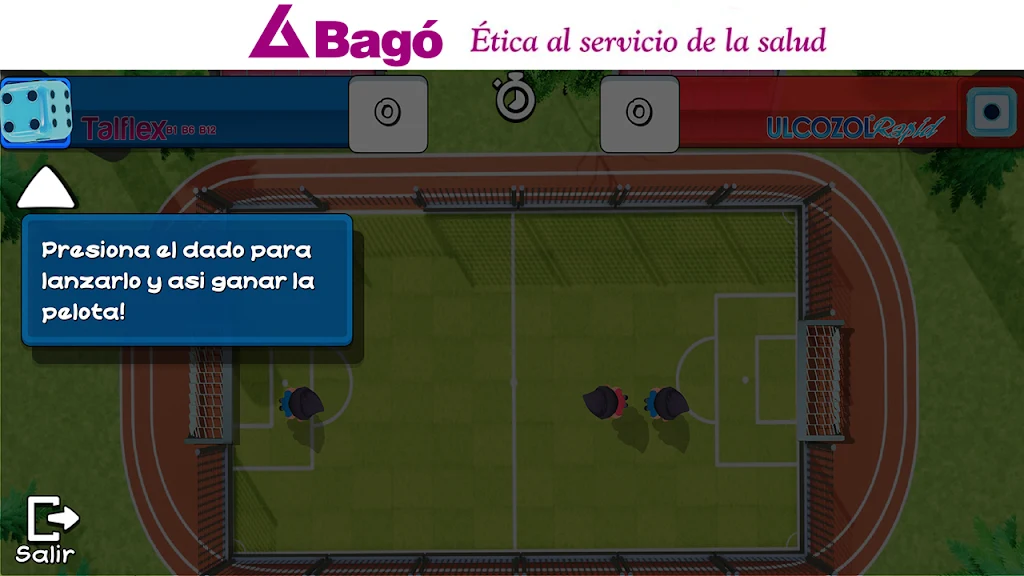 Bagó Ética al servicio de la salud
Talflex B1 B6 B12
0
0
ULCOZOL Rapid
Presiona el dado para
lanzarlo y asi ganar la
pelota!
Salir